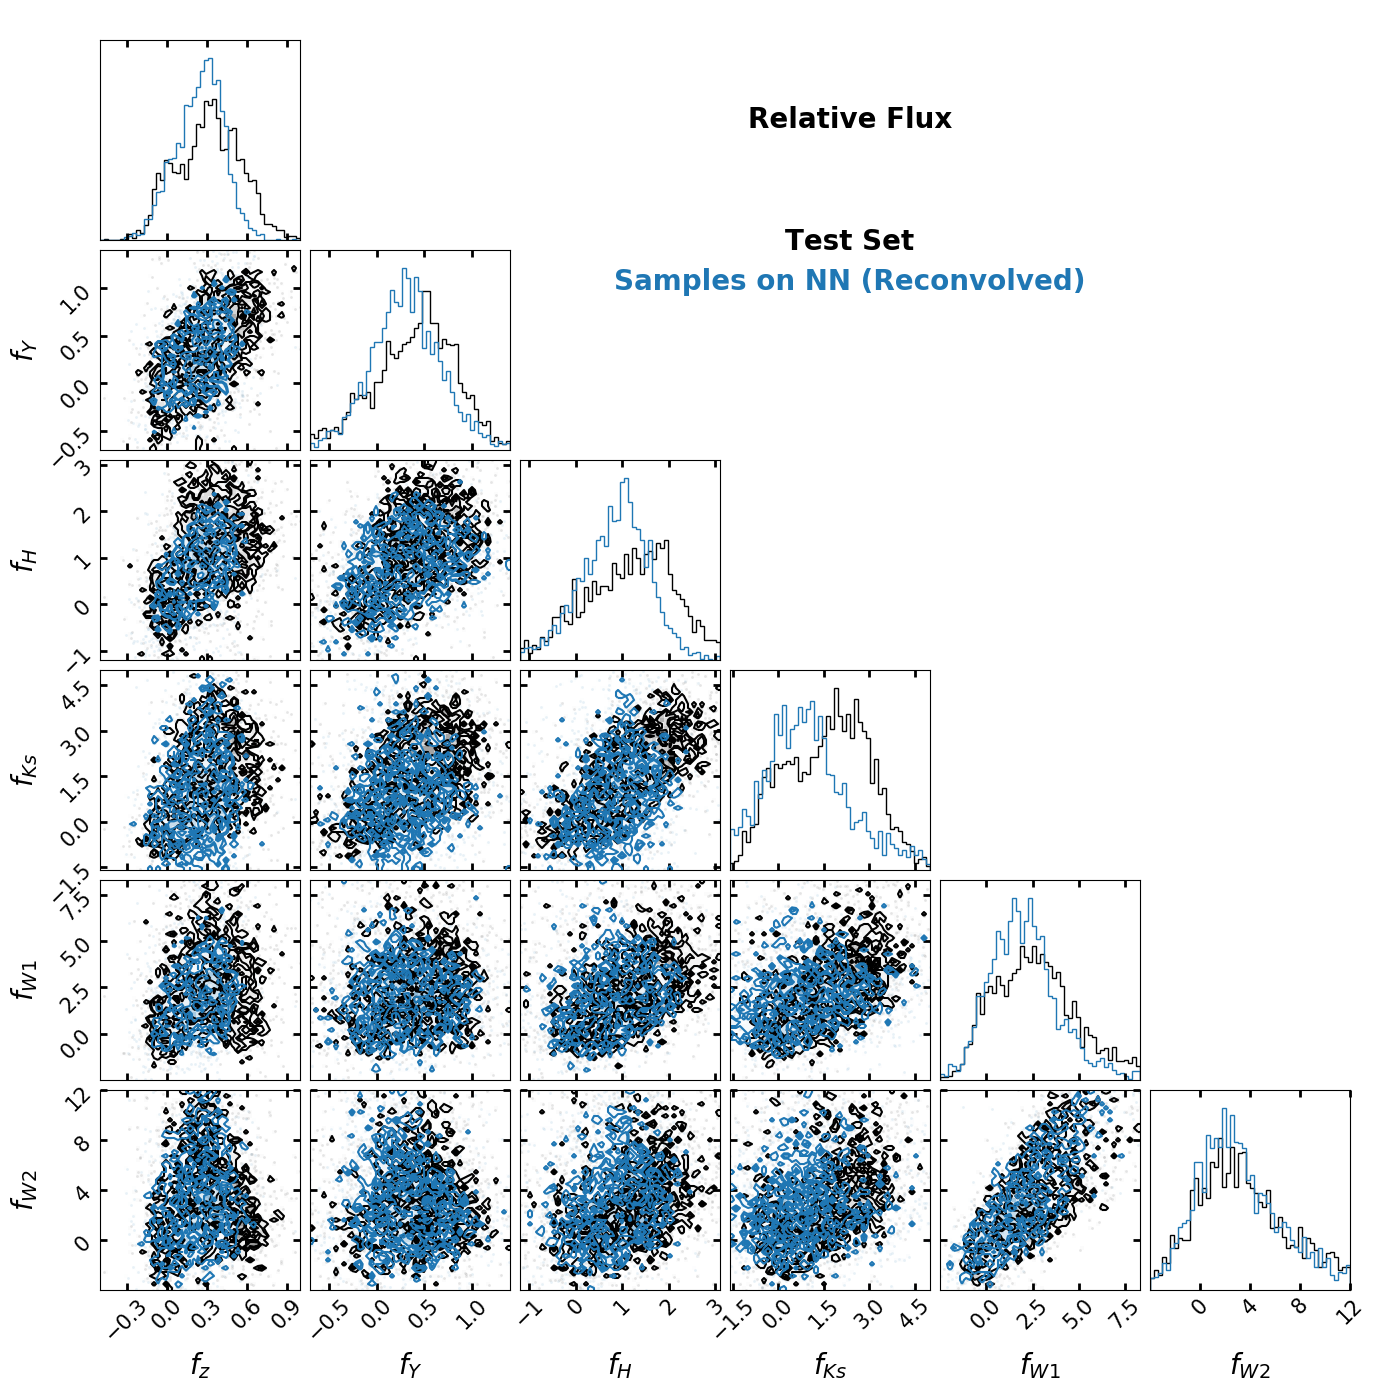 Relative Flux
Test Set
Samples on NN (Reconvolved)
1.0
0.5
0.0
−0.5
f_Y
3
2
1
0
−1
f_H
4.5
3.0
1.5
0.0
−1.5
f_Ks
7.5
5.0
2.5
0.0
f_W1
12
8
4
0
f_W2
−0.3 0.0 0.3 0.6 0.9 −0.5 0.0 0.5 1.0 −1 0 1 2 3 −1.5 0.0 1.5 3.0 4.5 0.0 2.5 5.0 7.5 0 4 8 12
f_z f_Y f_H f_Ks f_W1 f_W2